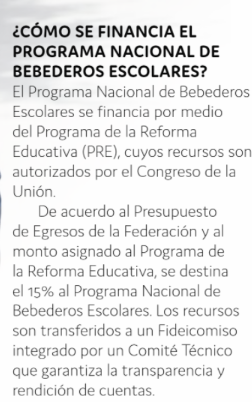 ¿CÓMO SE FINANCIA EL
PROGRAMA NACIONAL DE
BEBEDEROS ESCOLARES?
El Programa Nacional de Bebederos
Escolares se financia por medio
del Programa de la Reforma
Educativa (PRE), cuyos recursos son
autorizados por el Congreso de la
Unión.
De acuerdo al Presupuesto
de Egresos de la Federación y al
monto asignado al Programa de
la Reforma Educativa, se destina
el 15% al Programa Nacional de
Bebederos Escolares. Los recursos
son transferidos a un Fideicomiso
integrado por un Comité Técnico
que garantiza la transparencia y
rendición de cuentas.